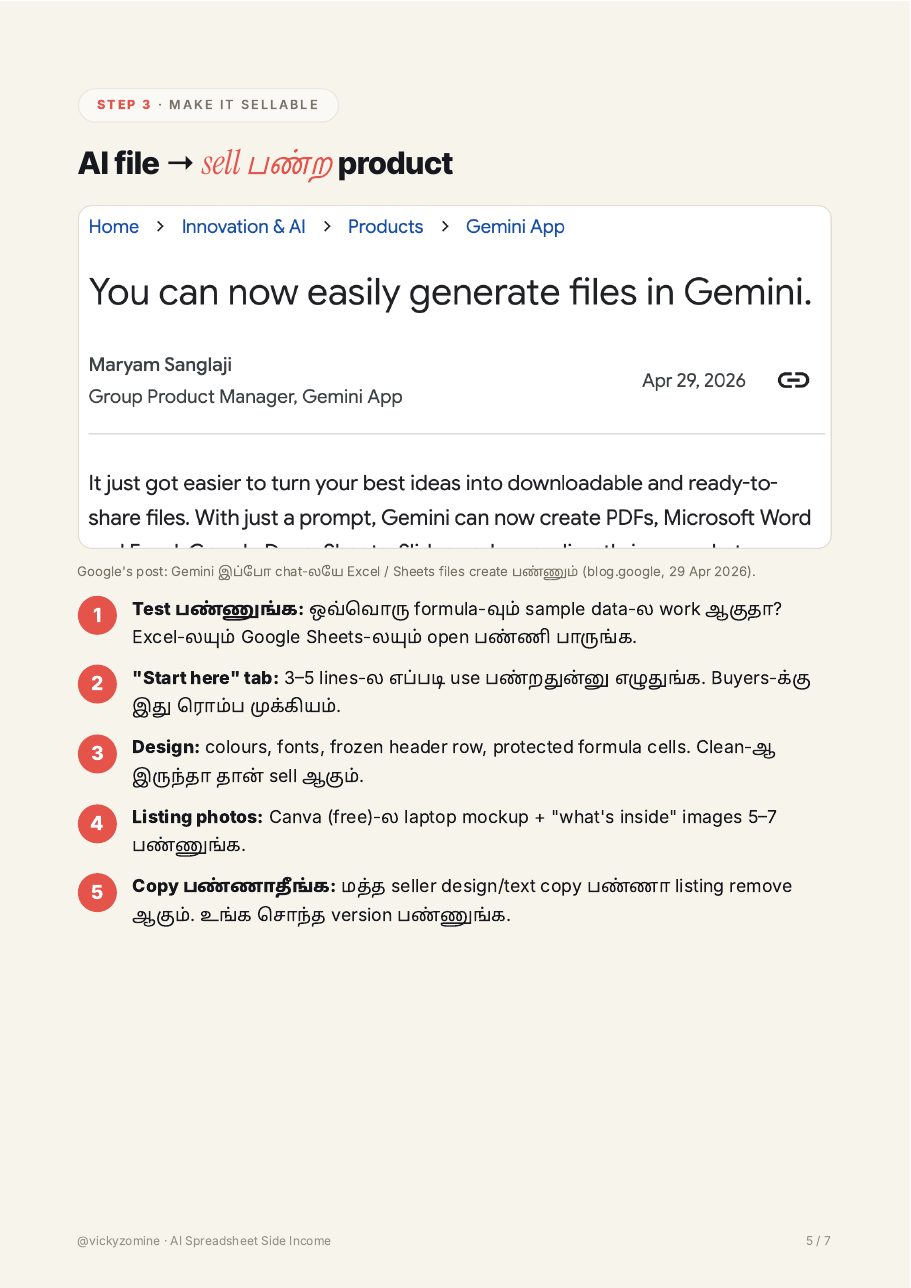 STEP 3 · MAKE IT SELLABLE
AI file → sell பண்ற product
Home > Innovation & AI > Products > Gemini App
You can now easily generate files in Gemini.
Maryam Sanglaji
Group Product Manager, Gemini App
Apr 29, 2026
It just got easier to turn your best ideas into downloadable and ready-to-
share files. With just a prompt, Gemini can now create PDFs, Microsoft Word
Google's post: Gemini இப்போ chat-லயே Excel / Sheets files create பண்ணும் (blog.google, 29 Apr 2026).
1 Test பண்ணுங்க: ஒவ்வொரு formula-வும் sample data-ல work ஆகுதா?
Excel-லயும் Google Sheets-லயும் open பண்ணி பாருங்க.
2 "Start here" tab: 3–5 lines-ல எப்படி use பண்றதுன்னு எழுதுங்க. Buyers-க்கு
இது ரொம்ப முக்கியம்.
3 Design: colours, fonts, frozen header row, protected formula cells. Clean-ஆ
இருந்தா தான் sell ஆகும்.
4 Listing photos: Canva (free)-ல laptop mockup + "what's inside" images 5–7
பண்ணுங்க.
5 Copy பண்ணாதீங்க: மத்த seller design/text copy பண்ணா listing remove
ஆகும். உங்க சொந்த version பண்ணுங்க.
@vickyzomine · AI Spreadsheet Side Income
5 / 7